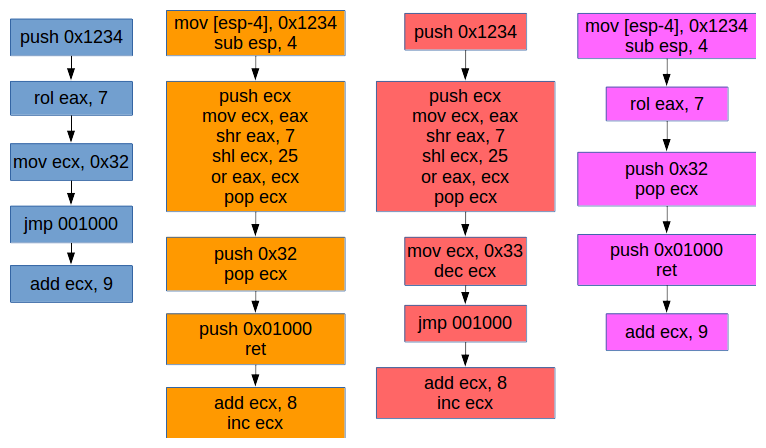 push 0x1234
rol eax, 7
mov ecx, 0x32
jmp 001000
add ecx, 9
mov [esp-4], 0x1234
sub esp, 4
push ecx
mov ecx, eax
shr eax, 7
shl ecx, 25
or eax, ecx
pop ecx
push 0x32
pop ecx
push 0x01000
ret
add ecx, 8
inc ecx
push 0x1234
push ecx
mov ecx, eax
shr eax, 7
shl ecx, 25
or eax, ecx
pop ecx
mov ecx, 0x33
dec ecx
jmp 001000
add ecx, 8
inc ecx
mov [esp-4], 0x1234
sub esp, 4
rol eax, 7
push 0x32
pop ecx
push 0x01000
ret
add ecx, 9